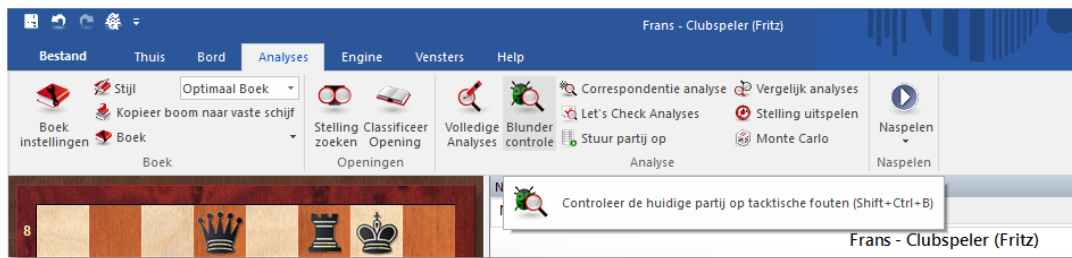 Frans - Clubspeler (Fritz)
Bestand Thuis Bord Analyses Engine Vensters Help
Boek instellingen
Stijl Optimaal Boek
Kopieer boom naar vaste schijf
Boek
Boek
Stelling zoeken
Classificeer Opening
Openingen
Volledige Analyses
Blunder controle
Correspondentie analyse
Let's Check Analyses
Stuur partij op
Vergelijk analyses
Stelling uitspelen
Monte Carlo
Analyse
Naspelen
Naspelen
Controleer de huidige partij op tacktische fouten (Shift+Ctrl+B)
8
Frans - Clubspeler (Fritz)